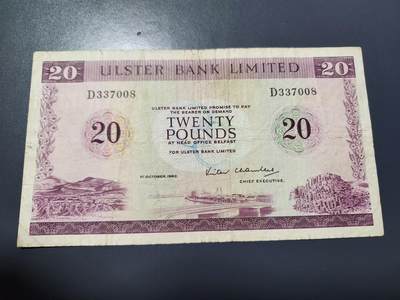 20 ULSTER BANK LIMITED 20
D337008 D337008
ULSTER BANK LIMITED PROMISE TO PAY
THE BEARER ON DEMAND
20 TWENTY 20
POUNDS
AT HEAD OFFICE BELFAST
FOR ULSTER BANK LIMITED
CHIEF EXECUTIVE.